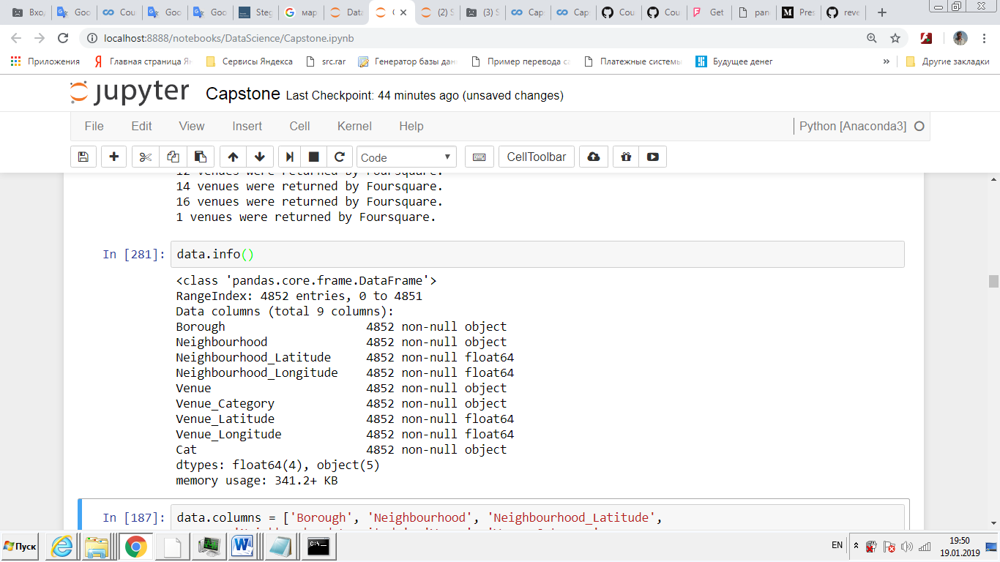 Вхо
Cou
Goo
Goo
Goo
Steg
мар
Data
(2) S
(3) S
Cap
Cap
Cou
Cou
Get
pan
Pres
reve
localhost:8888/notebooks/DataScience/Capstone.ipynb
Приложения
Главная страница Ян
Сервисы Яндекса
src.rar
Генератор базы дан
Пример перевода са
Платежные системы
Будущее денег
»
Другие закладки
jupyter Capstone Last Checkpoint: 44 minutes ago (unsaved changes)
File Edit View Insert Cell Kernel Help Python [Anaconda3]
Code CellToolbar
12 venues were returned by Foursquare.
14 venues were returned by Foursquare.
16 venues were returned by Foursquare.
1 venues were returned by Foursquare.
In [281]: data.info()
<class 'pandas.core.frame.DataFrame'>
RangeIndex: 4852 entries, 0 to 4851
Data columns (total 9 columns):
Borough 4852 non-null object
Neighbourhood 4852 non-null object
Neighbourhood_Latitude 4852 non-null float64
Neighbourhood_Longitude 4852 non-null float64
Venue 4852 non-null object
Venue_Category 4852 non-null object
Venue_Latitude 4852 non-null float64
Venue_Longitude 4852 non-null float64
Cat 4852 non-null object
dtypes: float64(4), object(5)
memory usage: 341.2+ KB
In [187]: data.columns = ['Borough', 'Neighbourhood', 'Neighbourhood_Latitude',
Пуск
EN
19:50
19.01.2019